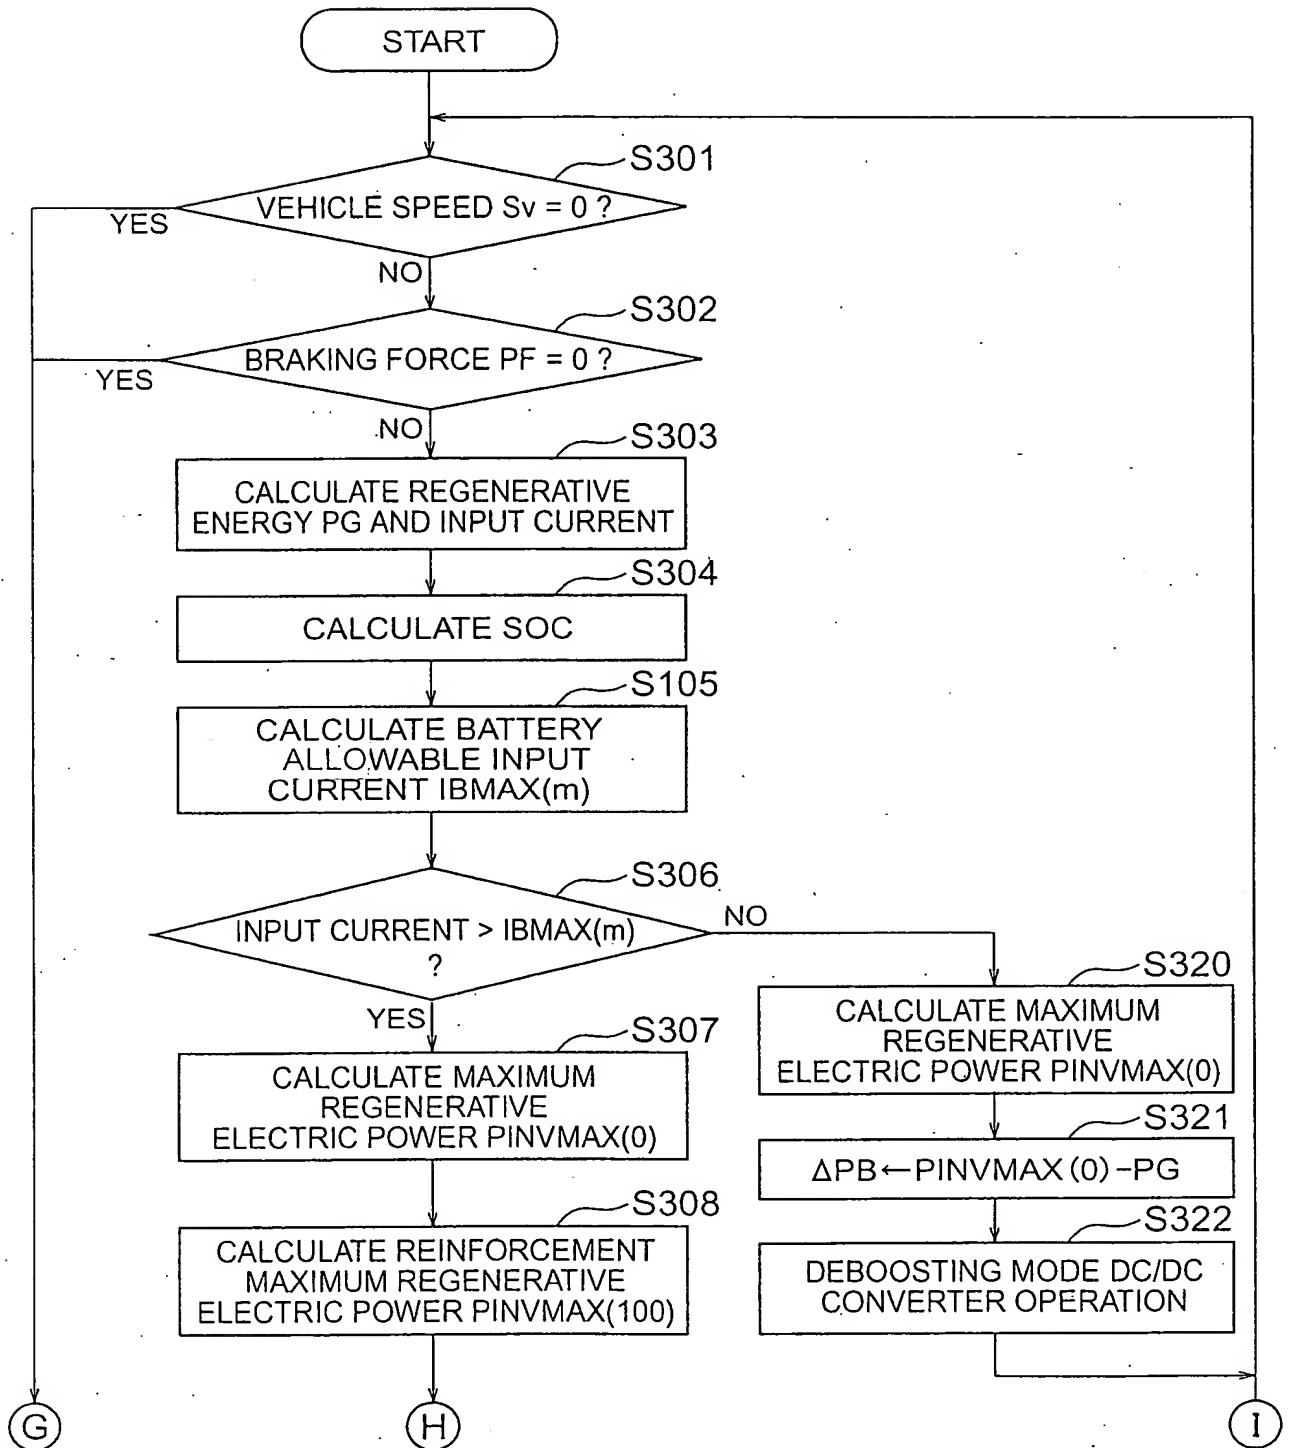 START
S301
VEHICLE SPEED Sv = 0 ?
YES
NO
S302
BRAKING FORCE PF = 0 ?
YES
NO
S303
CALCULATE REGENERATIVE
ENERGY PG AND INPUT CURRENT
S304
CALCULATE SOC
S105
CALCULATE BATTERY
ALLOWABLE INPUT
CURRENT IBMAX(m)
S306
INPUT CURRENT > IBMAX(m)
?
NO
YES
S307
CALCULATE MAXIMUM
REGENERATIVE
ELECTRIC POWER PINVMAX(0)
S308
CALCULATE REINFORCEMENT
MAXIMUM REGENERATIVE
ELECTRIC POWER PINVMAX(100)
S320
CALCULATE MAXIMUM
REGENERATIVE
ELECTRIC POWER PINVMAX(0)
S321
ΔPB←PINVMAX(0)-PG
S322
DEBOOSTING MODE DC/DC
CONVERTER OPERATION
G
H
I